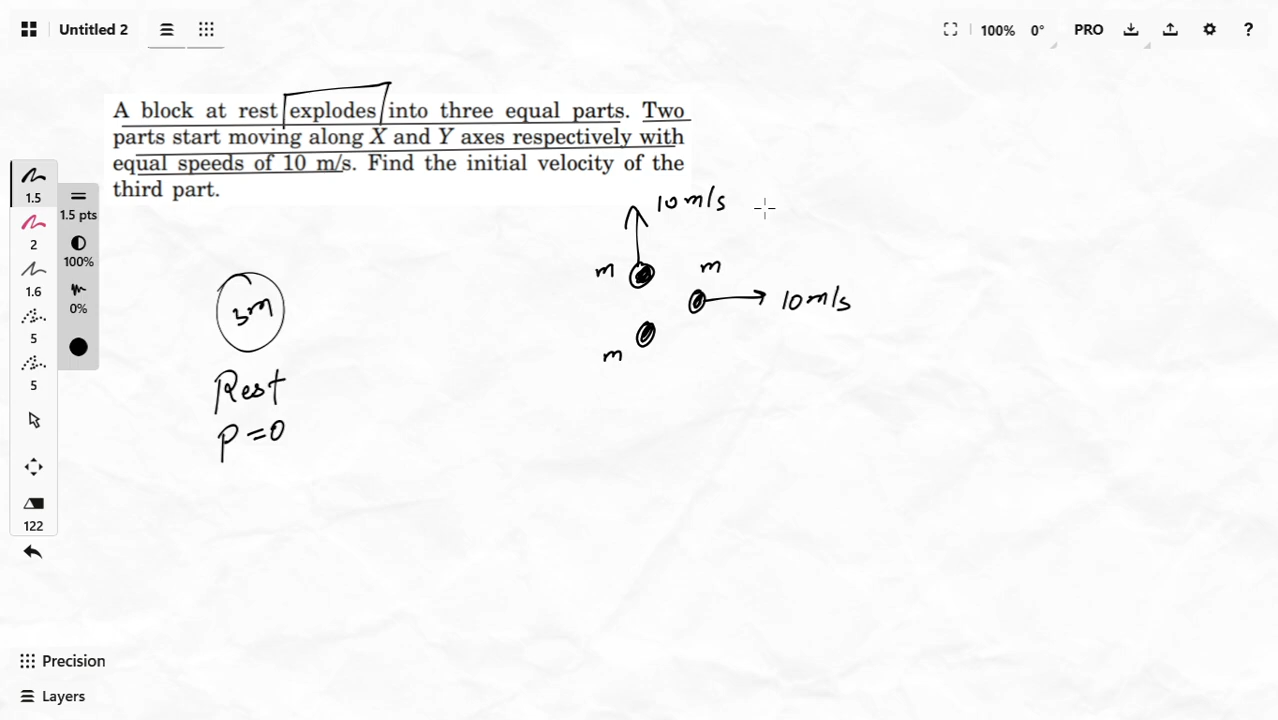 Untitled 2
100% 0° PRO ?
A block at rest explodes into three equal parts. Two
parts start moving along X and Y axes respectively with
equal speeds of 10 m/s. Find the initial velocity of the
third part.
1.5
1.5 pts
2
100%
1.6
0%
5
5
122
10 m/s
m
m
10 m/s
m
3m
Rest
P = 0
Precision
Layers